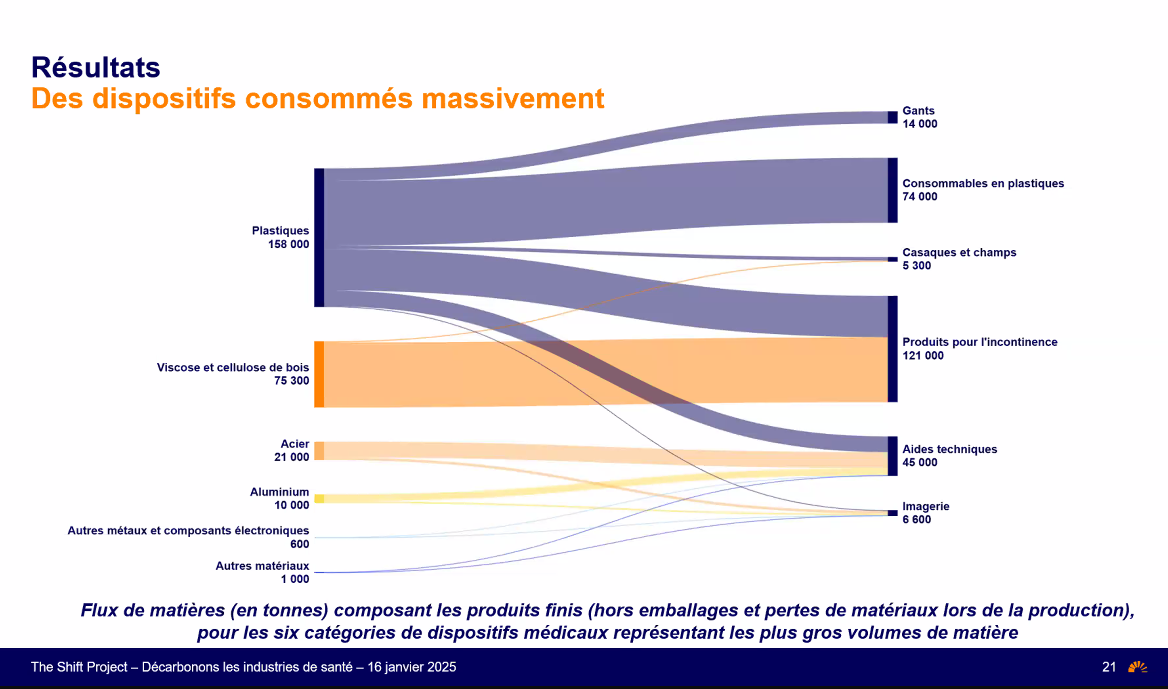 Résultats
Des dispositifs consommés massivement
Plastiques
158 000
Viscose et cellulose de bois
75 300
Acier
21 000
Aluminium
10 000
Autres métaux et composants électroniques
600
Autres matériaux
1 000
Gants
14 000
Consommables en plastiques
74 000
Casaques et champs
5 300
Produits pour l'incontinence
121 000
Aides techniques
45 000
Imagerie
6 600
Flux de matières (en tonnes) composant les produits finis (hors emballages et pertes de matériaux lors de la production),
pour les six catégories de dispositifs médicaux représentant les plus gros volumes de matière
The Shift Project – Décarbonons les industries de santé – 16 janvier 2025
21